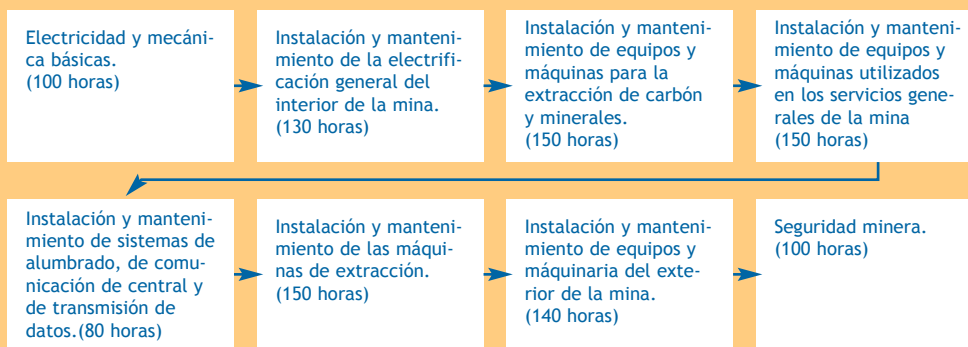 Electricidad y mecáni-
ca básicas.
(100 horas)
Instalación y manteni-
miento de la electrifi-
cación general del
interior de la mina.
(130 horas)
Instalación y manteni-
miento de equipos y
máquinas para la
extracción de carbón
y minerales.
(150 horas)
Instalación y manteni-
miento de equipos y
máquinas utilizados
en los servicios gene-
rales de la mina
(150 horas)
Instalación y manteni-
miento de sistemas de
alumbrado, de comu-
nicación de central y
de transmisión de
datos.(80 horas)
Instalación y manteni-
miento de las máqui-
nas de extracción.
(150 horas)
Instalación y manteni-
miento de equipos y
máquinaria del exte-
rior de la mina.
(140 horas)
Seguridad minera.
(100 horas)